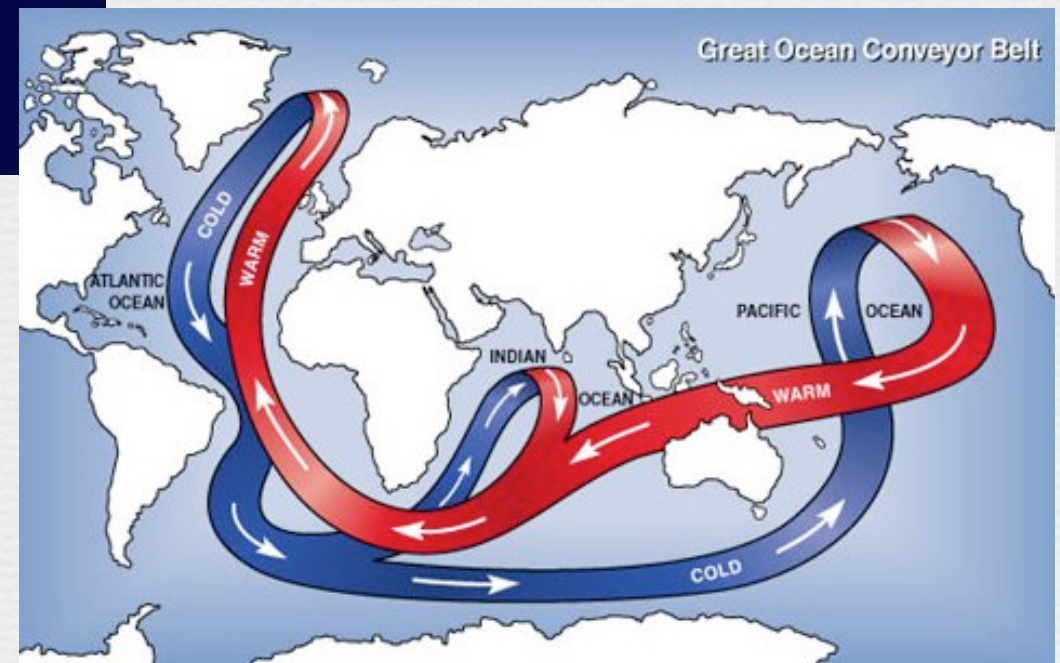 Great Ocean Conveyor Belt
COLD
WARM
ATLANTIC
OCEAN
PACIFIC
OCEAN
INDIAN
OCEAN
WARM
COLD